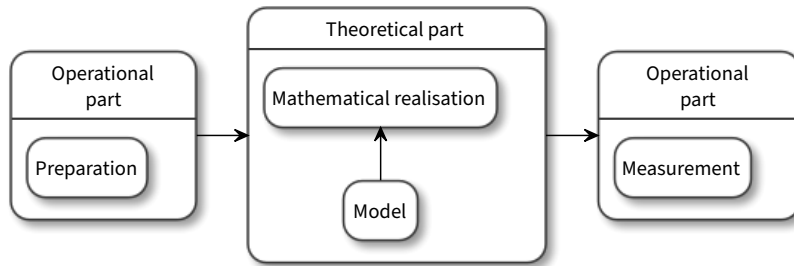 Operational
part
Preparation
Theoretical part
Mathematical realisation
Model
Operational
part
Measurement